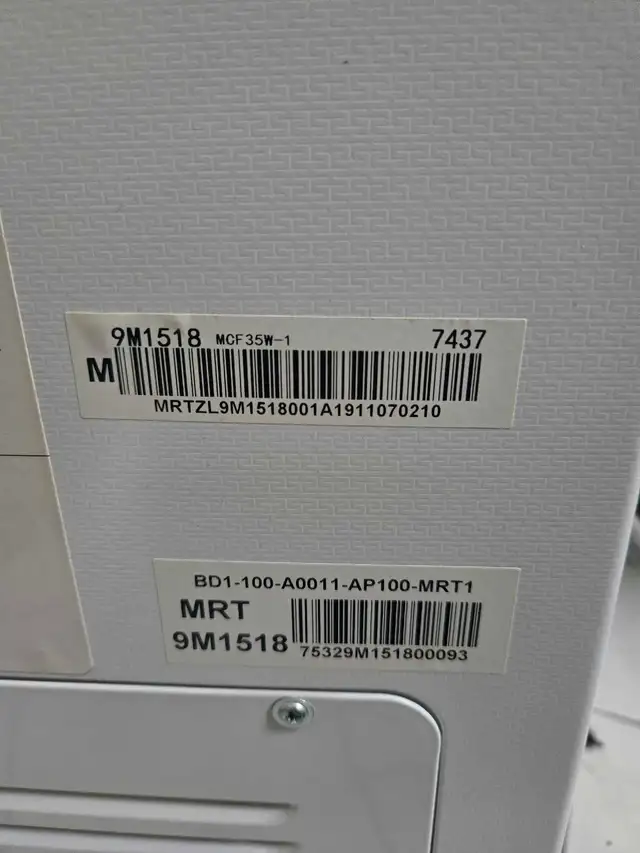 9M1518 MCF35W-1 7437
M
MRTZL9M1518001A1911070210
BD1-100-A0011-AP100-MRT1
MRT
9M1518
75329M151800093